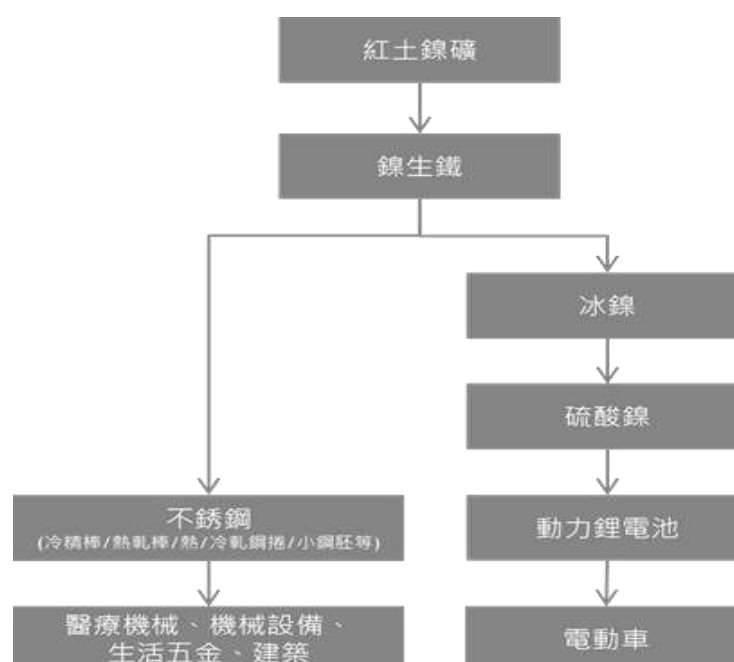 紅土鎳礦
鎳生鐵
冰鎳
硫酸鎳
不銹鋼
(冷精棒/熱軋棒/熱/冷軋鋼捲/小鋼胚等)
動力鋰電池
醫療機械、機械設備、
生活五金、建築
電動車